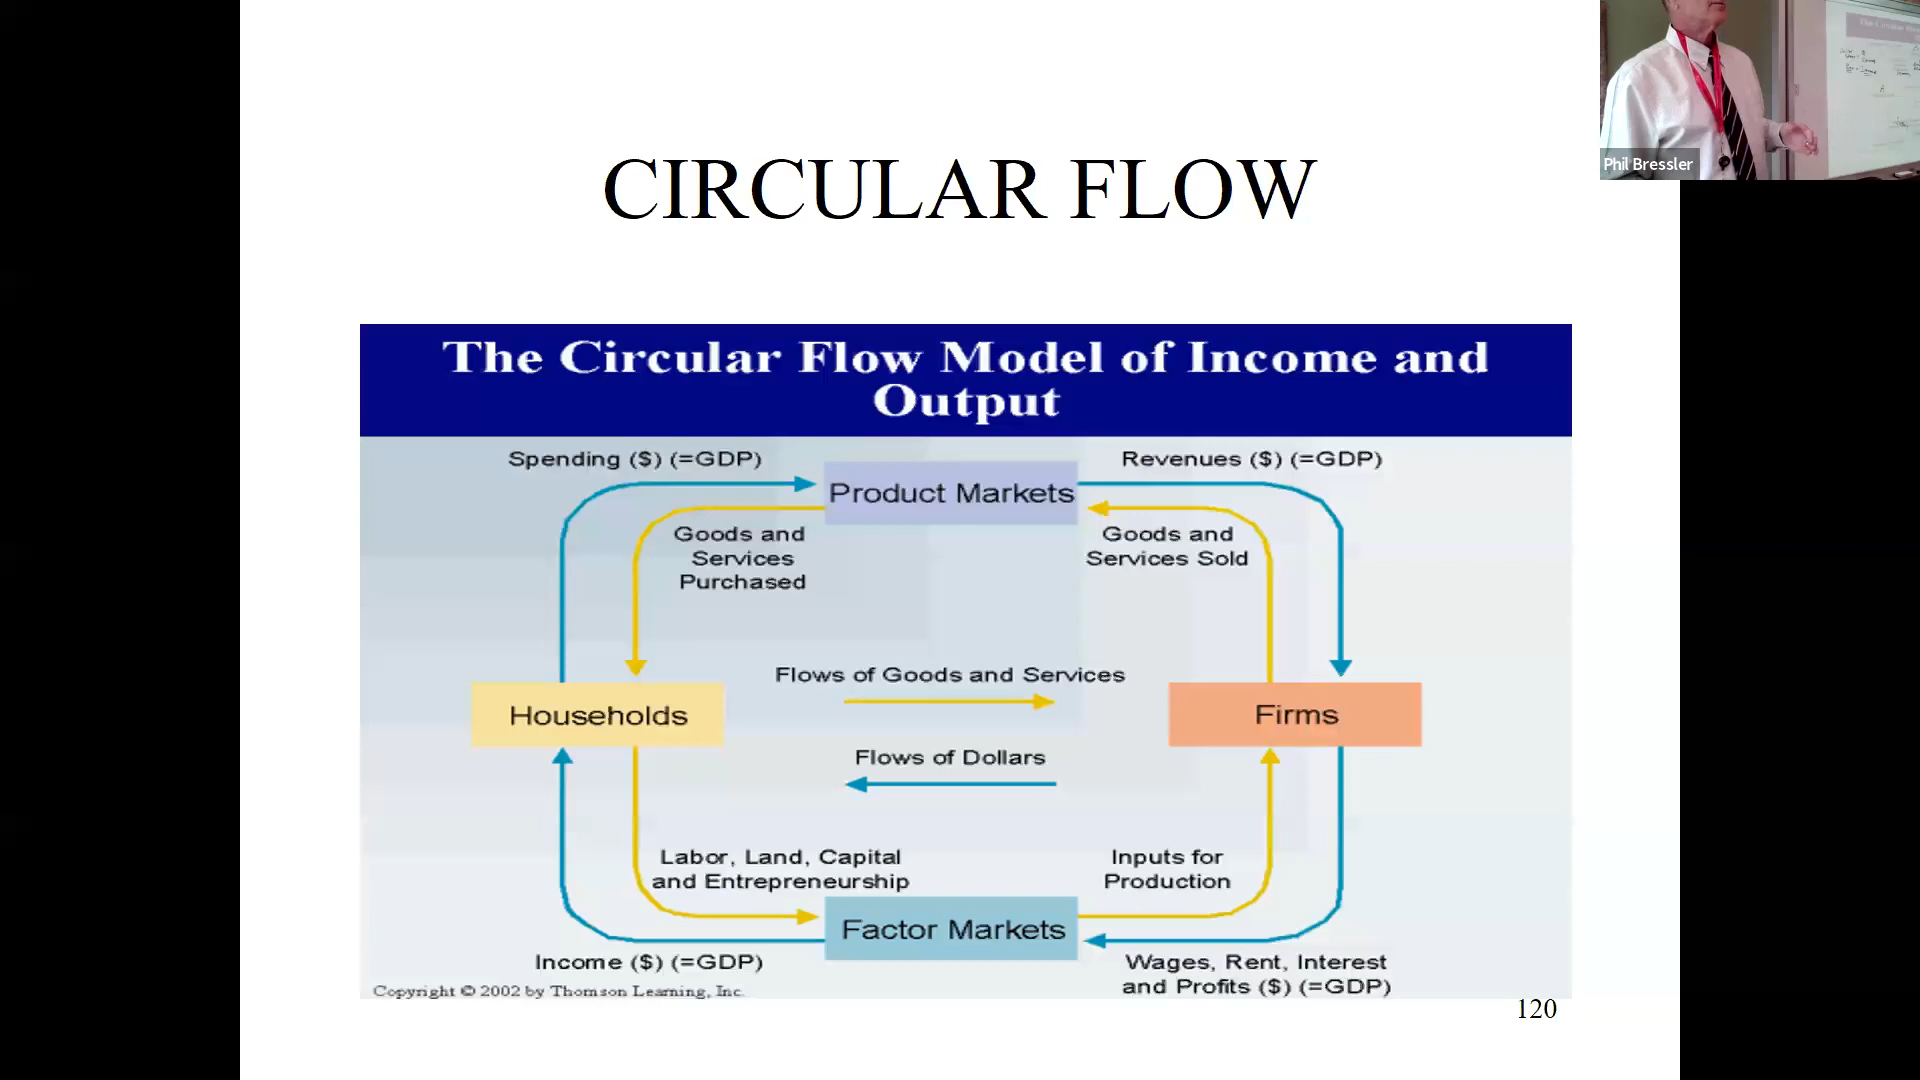 Phil Bressler
CIRCULAR FLOW
The Circular Flow Model of Income and
Output
Spending ($) (=GDP)
Revenues ($) (=GDP)
Product Markets
Goods and
Services
Purchased
Goods and
Services Sold
Flows of Goods and Services
Households
Firms
Flows of Dollars
Labor, Land, Capital
and Entrepreneurship
Inputs for
Production
Factor Markets
Income ($) (=GDP)
Wages, Rent, Interest
and Profits ($) (=GDP)
Copyright © 2002 by Thomson Learning, Inc.
120